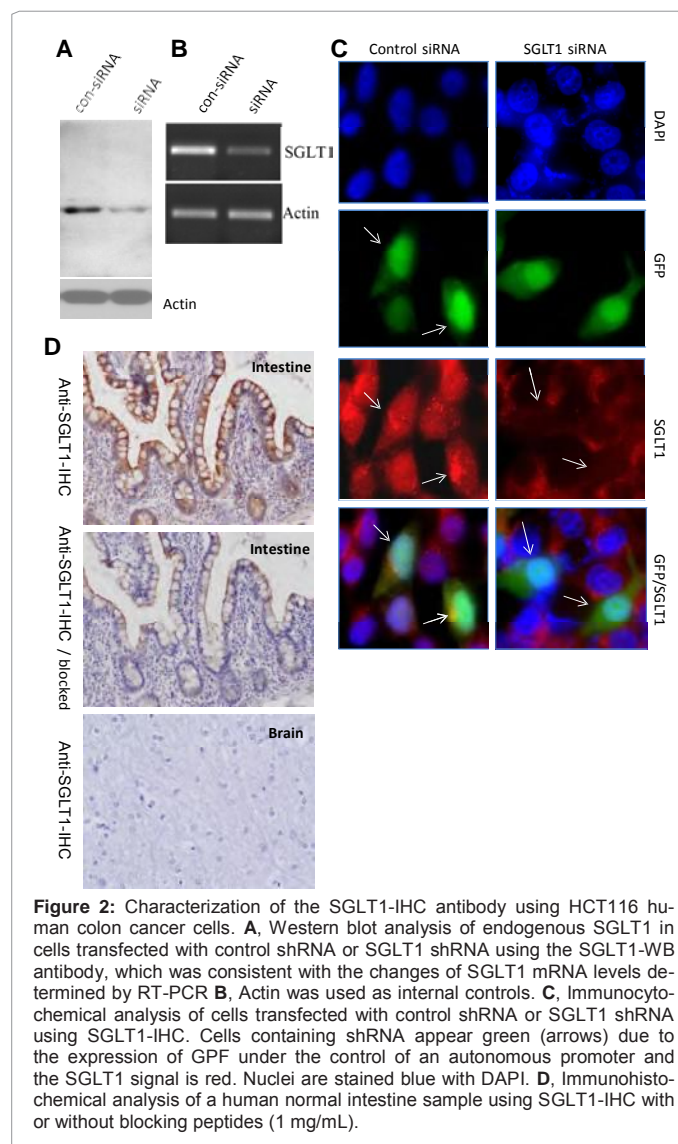 A
con-siRNA
siRNA
Actin
B
con-siRNA
siRNA
SGLT1
Actin
C
Control siRNA
SGLT1 siRNA
DAPI
GFP
SGLT1
GFP/SGLT1
D
Anti-SGLT1-IHC
Intestine
Anti-SGLT1-IHC / blocked
Intestine
Anti-SGLT1-IHC
Brain
Figure 2: Characterization of the SGLT1-IHC antibody using HCT116 hu-
man colon cancer cells. A, Western blot analysis of endogenous SGLT1 in
cells transfected with control shRNA or SGLT1 shRNA using the SGLT1-WB
antibody, which was consistent with the changes of SGLT1 mRNA levels de-
termined by RT-PCR B, Actin was used as internal controls. C, Immunocyto-
chemical analysis of cells transfected with control shRNA or SGLT1 shRNA
using SGLT1-IHC. Cells containing shRNA appear green (arrows) due to
the expression of GPF under the control of an autonomous promoter and
the SGLT1 signal is red. Nuclei are stained blue with DAPI. D, Immunohisto-
chemical analysis of a human normal intestine sample using SGLT1-IHC with
or without blocking peptides (1 mg/mL).